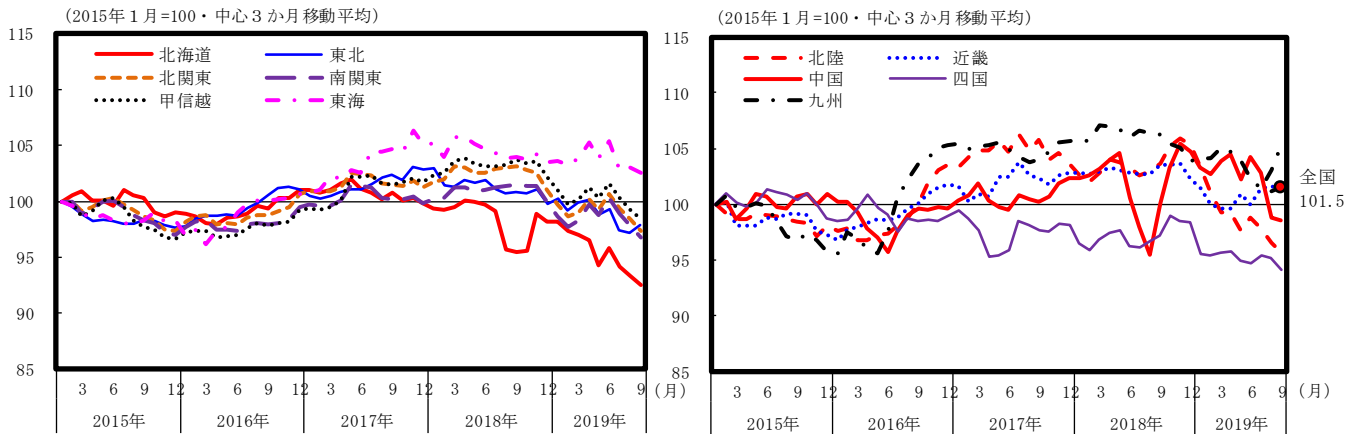 (2015年１月=100・中心３か月移動平均)
115
110
105
100
95
90
85
北海道
東北
北関東
南関東
甲信越
東海
3 6 9 12 3 6 9 12 3 6 9 12 3 6 9 12 3 6 9 (月)
2015年 2016年 2017年 2018年 2019年
(2015年１月=100・中心３か月移動平均)
115
110
105
100
95
90
85
北陸
近畿
中国
四国
九州
全国
101.5
3 6 9 12 3 6 9 12 3 6 9 12 3 6 9 12 3 6 9 (月)
2015年 2016年 2017年 2018年 2019年